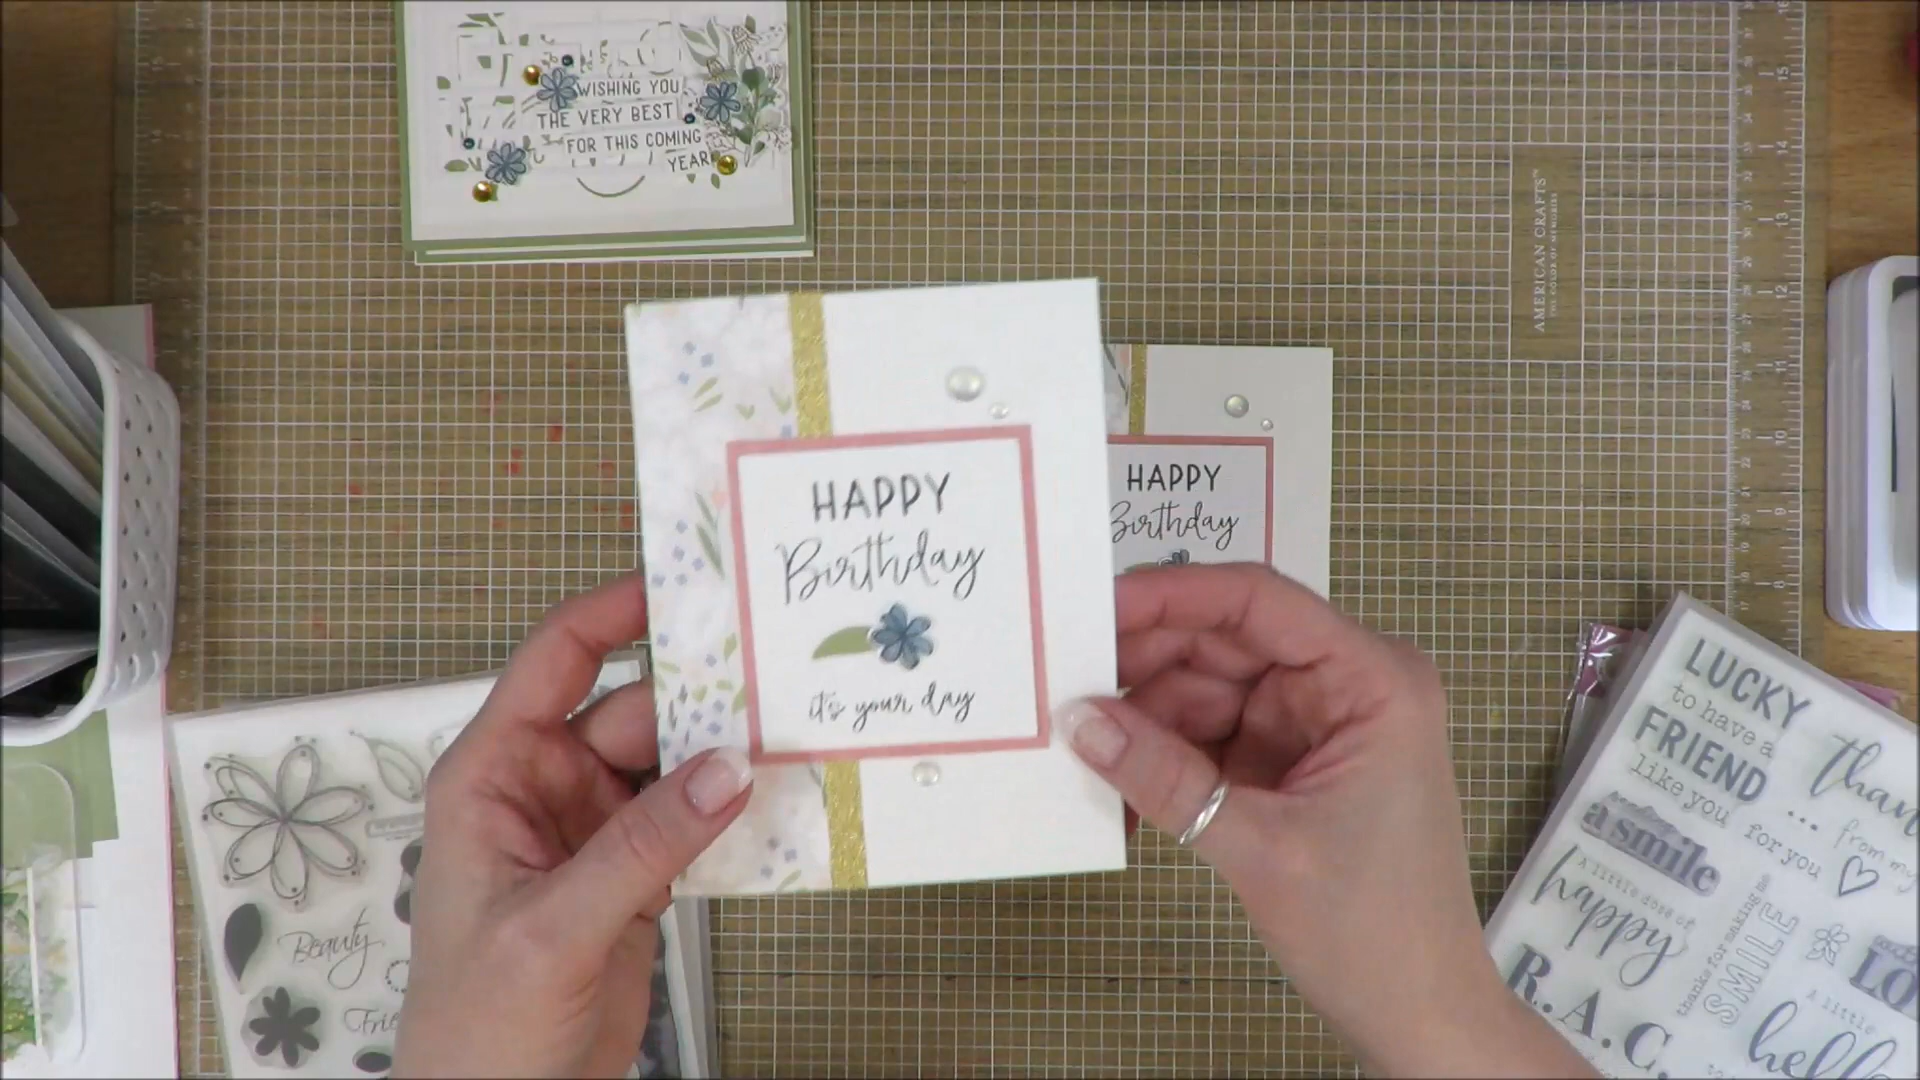 WISHING YOU
THE VERY BEST
FOR THIS COMING
YEAR
AMERICAN CRAFTS™
HAPPY
Birthday
it's your day
HAPPY
Birthday
LUCKY
to have a
FRIEND
like you
...
for you
from my
a smile
A little dose of
happy
thanks for making me
SMILE
R.A.C.
A little
hello
Beauty